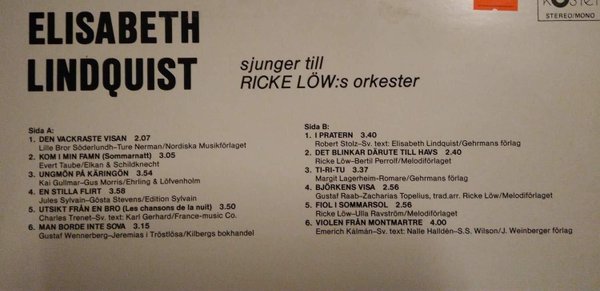 ELISABETH
LINDQUIST
sjunger till
RICKE LÖW:s orkester
STEREO/MONO
Sida A:
1. DEN VACKRASTE VISAN 2.07
Lille Bror Söderlundh–Ture Nerman/Nordiska Musikförlaget
2. KOM I MIN FAMN (Sommarnatt) 3.05
Evert Taube/Elkan & Schildknecht
3. UNGMÖN PÅ KÄRINGÖN 3.54
Kai Gullmar-Gus Morris/Ehrling & Löfvenholm
4. EN STILLA FLIRT 3.58
Jules Sylvain-Gösta Stevens/Edition Sylvain
5. UTSIKT FRÅN EN BRO (Les chansons de la nuit) 3.50
Charles Trenet–Sv. text: Karl Gerhard/France-music Co.
6. MAN BORDE INTE SOVA 3.15
Gustaf Wennerberg-Jeremias i Tröstlösa/Kilbergs bokhandel
Sida B:
1. I PRATERN 3.40
Robert Stolz–Sv. text: Elisabet Lindquist/Gehrmans förlag
2. DET BLINKAR DÄRUTE TILL HAVS 2.40
Ricke Löw–Bertil Perrolf/Melodiförlaget
3. TI-RI-TU 3.37
Margit Lagerheim-Romare/Gehrmans förlag
4. BJÖRKENS VISA 2.56
Gustaf Raab–Zacharias Topelius, trad.arr. Ricke Löw/Melodiförlaget
5. FIOL I SOMMARSOL 2.56
Ricke Löw–Ulla Ravström/Melodiförlaget
6. VIOLEN FRÅN MONTMARTRE 4.00
Emerich Kálmán–Sv. text: Nalle Halldén–S.S. Wilson/J. Weinberger förlag